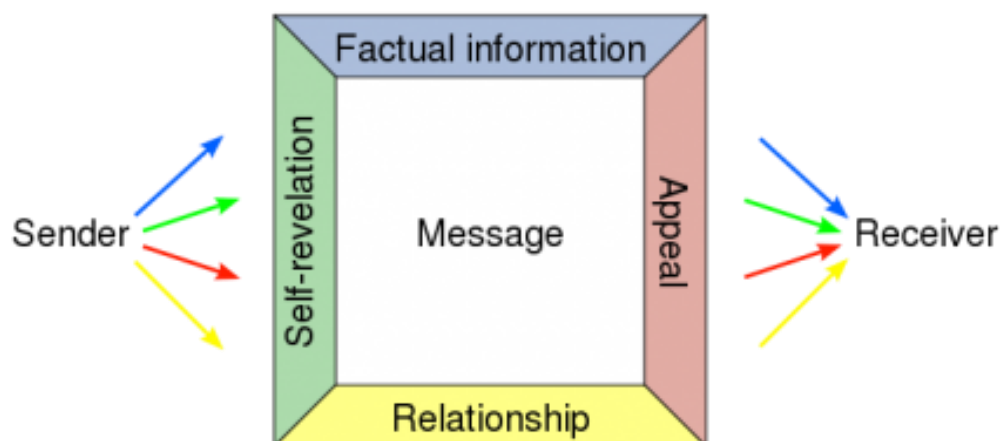 Factual information
Self-revelation
Sender
Message
Appeal
Receiver
Relationship